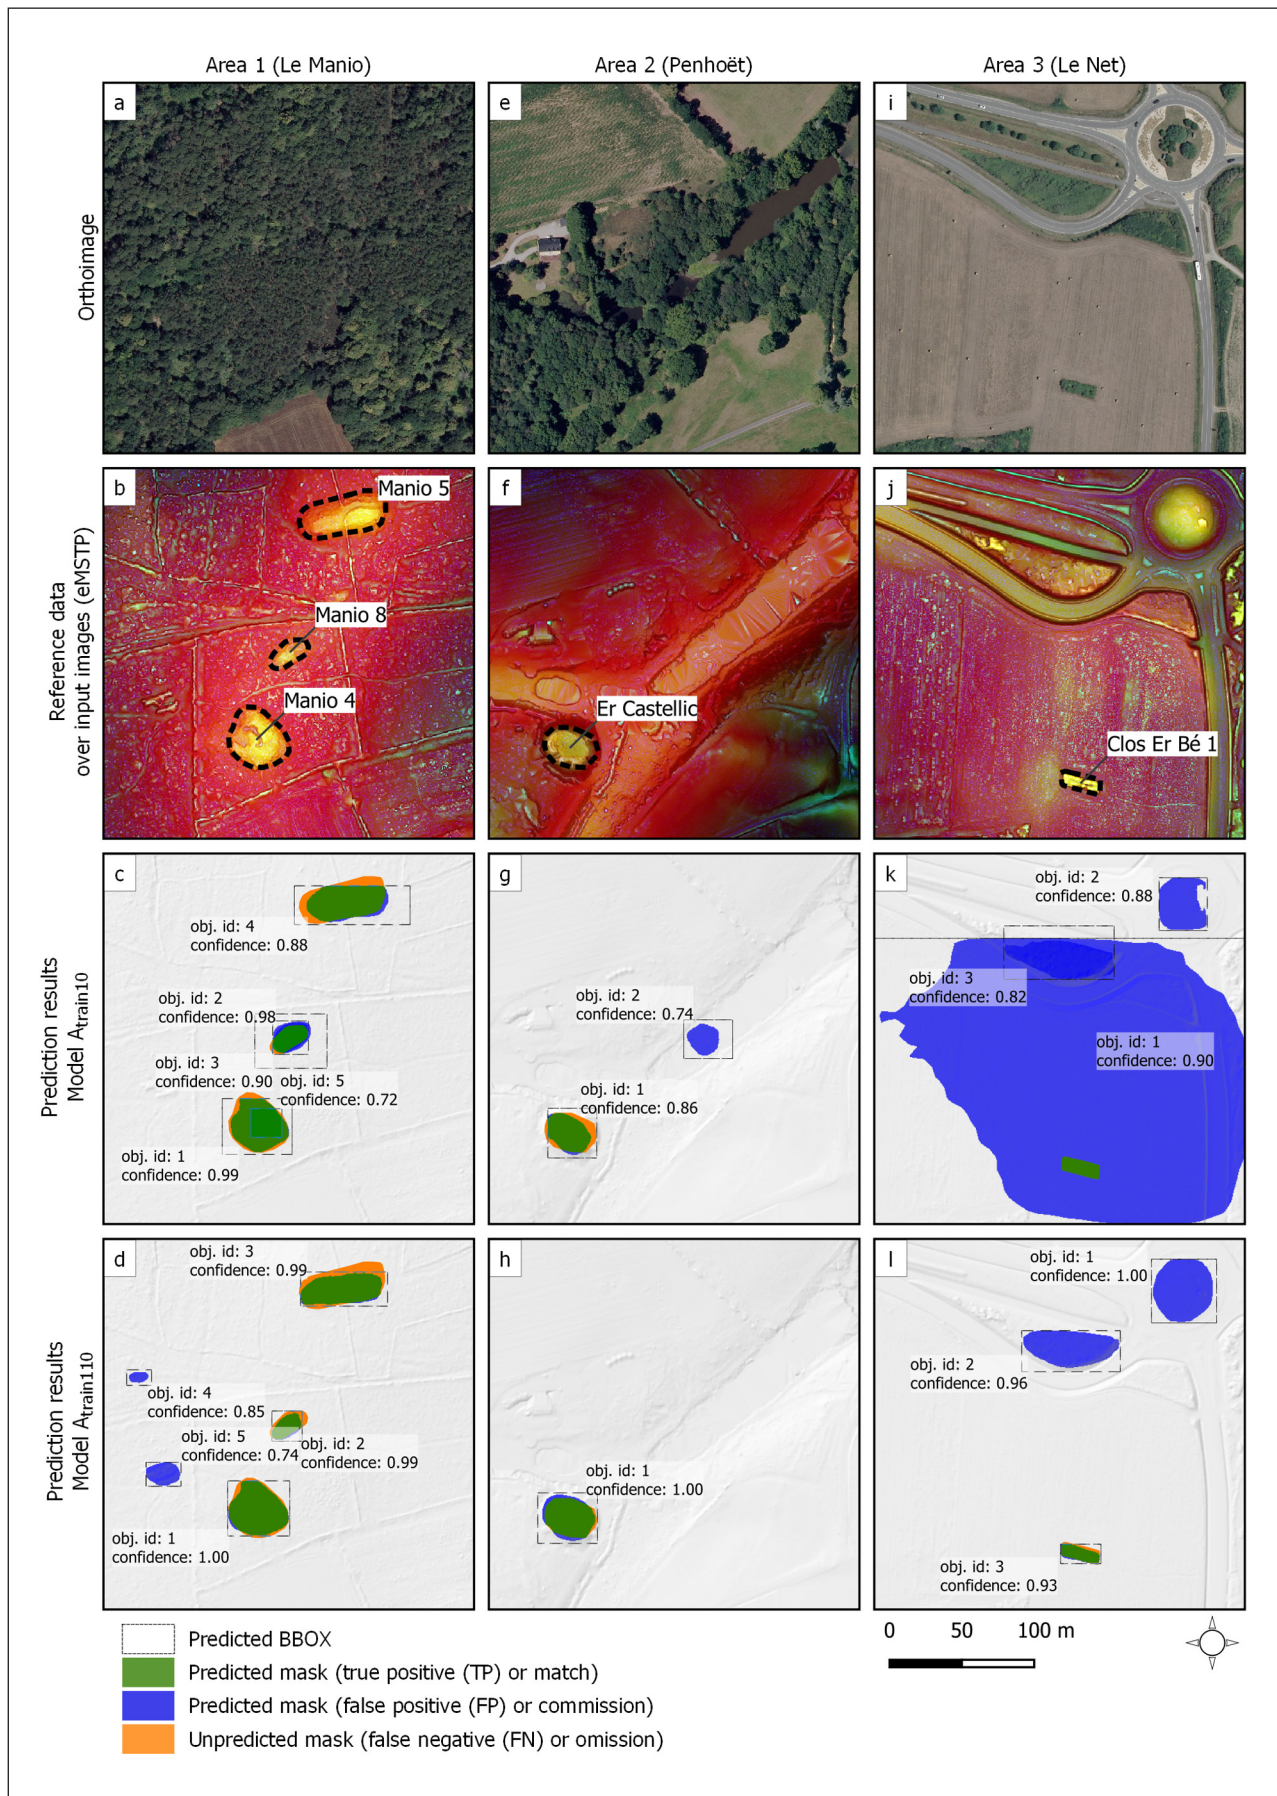 Area 1 (Le Manio)
Area 2 (Penhoët)
Area 3 (Le Net)
Orthoimage
a
e
i
Reference data
over input images (eMSTP)
b
Manio 5
Manio 8
Manio 4
f
Er Castellic
j
Clos Er Bé 1
Prediction results
Model Atrain10
c
obj. id: 4
confidence: 0.88
obj. id: 2
confidence: 0.98
obj. id: 3
confidence: 0.90
obj. id: 5
confidence: 0.72
obj. id: 1
confidence: 0.99
g
obj. id: 2
confidence: 0.74
obj. id: 1
confidence: 0.86
k
obj. id: 2
confidence: 0.88
obj. id: 3
confidence: 0.82
obj. id: 1
confidence: 0.90
Prediction results
Model Atrain110
d
obj. id: 3
confidence: 0.99
obj. id: 4
confidence: 0.85
obj. id: 5
confidence: 0.74
obj. id: 2
confidence: 0.99
obj. id: 1
confidence: 1.00
h
obj. id: 1
confidence: 1.00
l
obj. id: 1
confidence: 1.00
obj. id: 2
confidence: 0.96
obj. id: 3
confidence: 0.93
Predicted BBOX
Predicted mask (true positive (TP) or match)
Predicted mask (false positive (FP) or commission)
Unpredicted mask (false negative (FN) or omission)
0 50 100 m